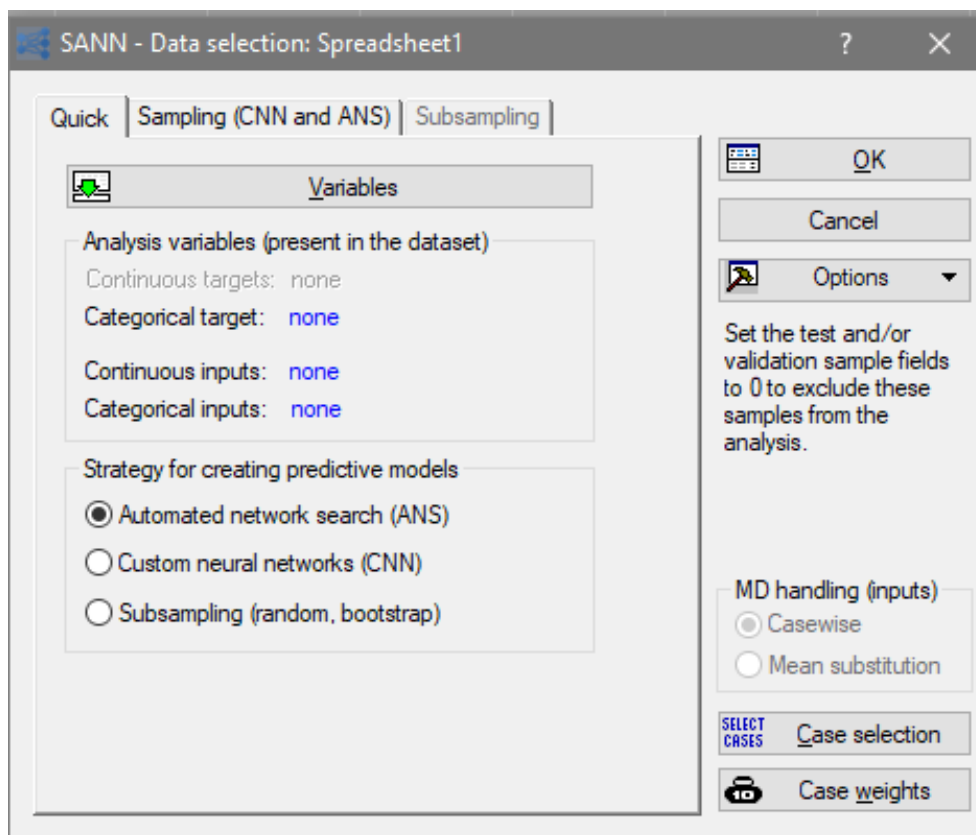 SANN - Data selection: Spreadsheet1
?
Quick
Sampling (CNN and ANS)
Subsampling
Variables
Analysis variables (present in the dataset)
Continuous targets: none
Categorical target: none
Continuous inputs: none
Categorical inputs: none
Strategy for creating predictive models
Automated network search (ANS)
Custom neural networks (CNN)
Subsampling (random, bootstrap)
OK
Cancel
Options
Set the test and/or
validation sample fields
to 0 to exclude these
samples from the
analysis.
MD handling (inputs)
Casewise
Mean substitution
SELECT
CASES
Case selection
10
Case weights